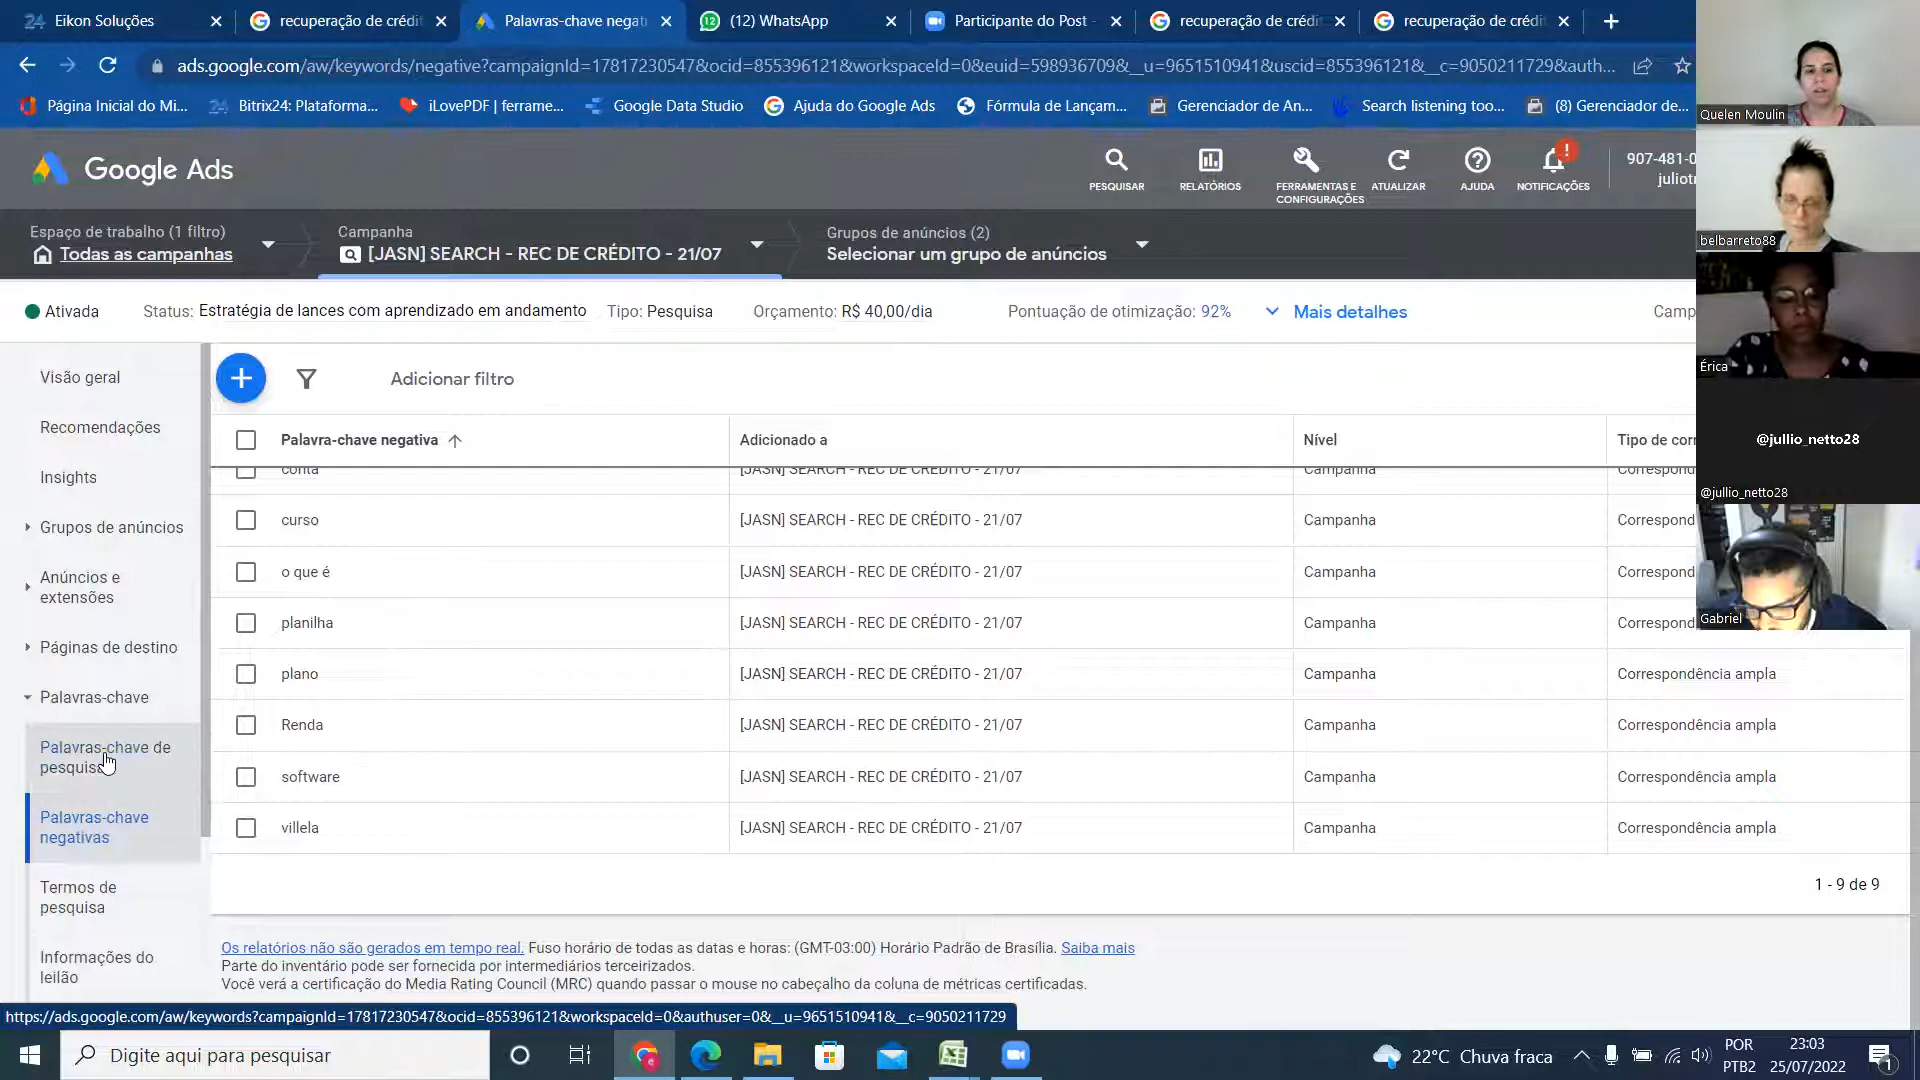 Eikon Soluções
recuperação de crédi
Palavras-chave negati
(12) WhatsApp
Participante do Post -
recuperação de crédi
recuperação de crédi
ads.google.com/aw/keywords/negative?campaignId=17817230547&ocid=855396121&workspaceId=0&euid=598936709&__u=9651510941&uscid=855396121&__c=9050211729&auth...
Página Inicial do Mi...
Bitrix24: Plataforma...
iLovePDF | ferrame...
Google Data Studio
Ajuda do Google Ads
Fórmula de Lançam...
Gerenciador de An...
Search listening too...
(8) Gerenciador de...
Google Ads
PESQUISAR
RELATÓRIOS
FERRAMENTAS E
CONFIGURAÇÕES
ATUALIZAR
AJUDA
NOTIFICAÇÕES
907-481-0
juliotr
Espaço de trabalho (1 filtro)
Todas as campanhas
Campanha
[JASN] SEARCH - REC DE CRÉDITO - 21/07
Grupos de anúncios (2)
Selecionar um grupo de anúncios
Ativada
Status: Estratégia de lances com aprendizado em andamento
Tipo: Pesquisa
Orçamento: R$ 40,00/dia
Pontuação de otimização: 92%
Mais detalhes
Camp
Visão geral
Recomendações
Insights
Grupos de anúncios
Anúncios e
extensões
Páginas de destino
Palavras-chave
Palavras-chave de
pesquisa
Palavras-chave
negativas
Termos de
pesquisa
Informações do
leilão
Adicionar filtro
Palavra-chave negativa
Adicionado a
Nível
Tipo de corr
conta
[JASN] SEARCH - REC DE CRÉDITO - 21/07
Campanha
Correspond
curso
[JASN] SEARCH - REC DE CRÉDITO - 21/07
Campanha
Correspond
o que é
[JASN] SEARCH - REC DE CRÉDITO - 21/07
Campanha
Correspond
planilha
[JASN] SEARCH - REC DE CRÉDITO - 21/07
Campanha
Correspond
plano
[JASN] SEARCH - REC DE CRÉDITO - 21/07
Campanha
Correspondência ampla
Renda
[JASN] SEARCH - REC DE CRÉDITO - 21/07
Campanha
Correspondência ampla
software
[JASN] SEARCH - REC DE CRÉDITO - 21/07
Campanha
Correspondência ampla
villela
[JASN] SEARCH - REC DE CRÉDITO - 21/07
Campanha
Correspondência ampla
1 - 9 de 9
Os relatórios não são gerados em tempo real. Fuso horário de todas as datas e horas: (GMT-03:00) Horário Padrão de Brasília. Saiba mais
Parte do inventário pode ser fornecida por intermediários terceirizados.
Você verá a certificação do Media Rating Council (MRC) quando passar o mouse no cabeçalho da coluna de métricas certificadas.
https://ads.google.com/aw/keywords?campaignId=17817230547&ocid=855396121&workspaceId=0&authuser=0&__u=9651510941&__c=9050211729
Quelen Moulin
belbarreto88
Érica
@jullio_netto28
@jullio_netto28
Gabriel
Digite aqui para pesquisar
22°C Chuva fraca
POR
PTB2
23:03
25/07/2022
1